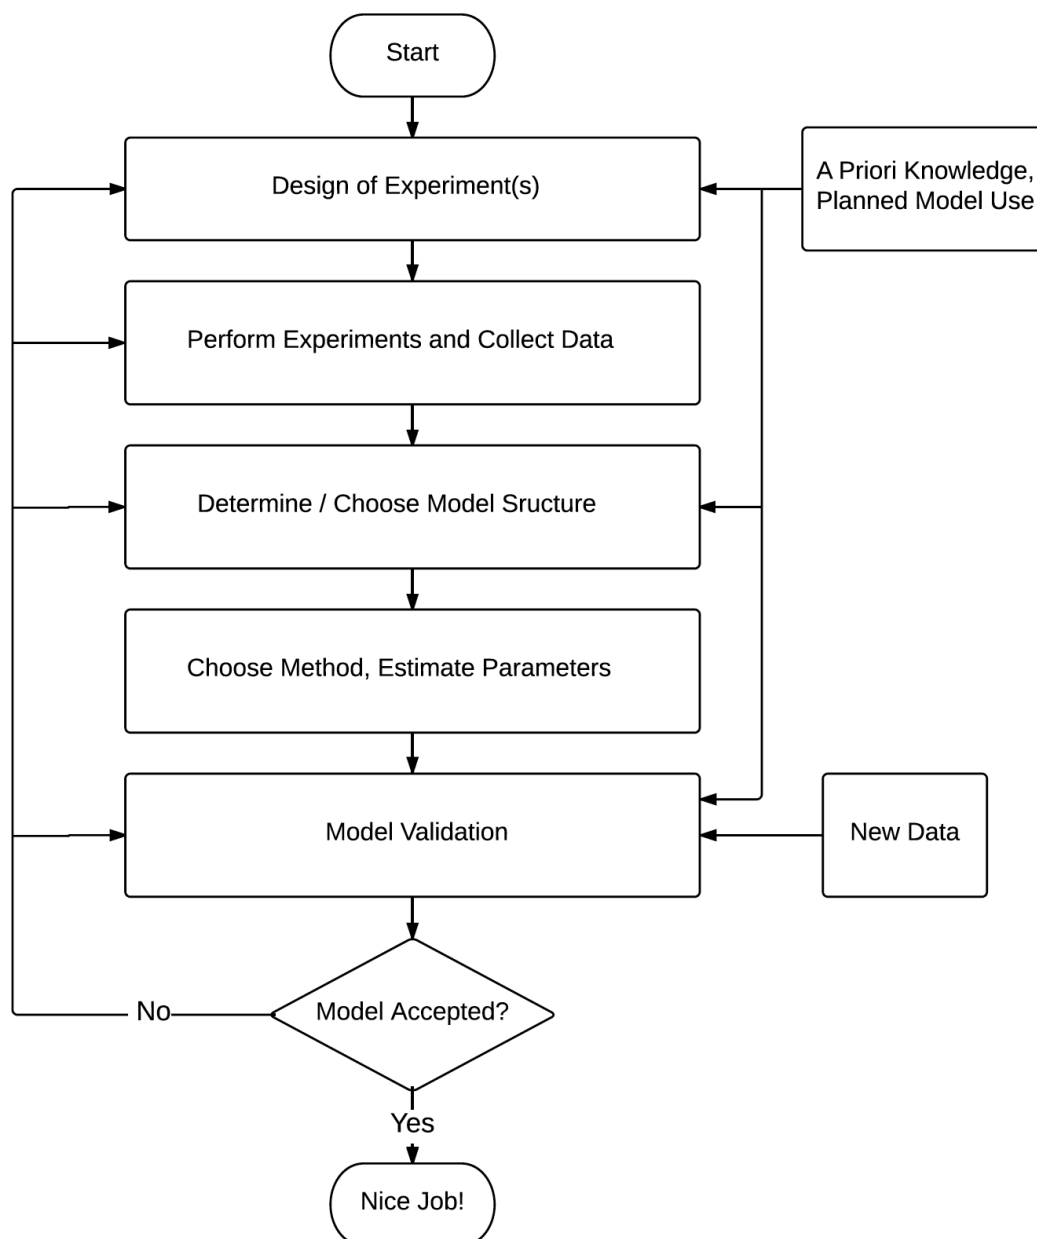 Start
Design of Experiment(s)
A Priori Knowledge,
Planned Model Use
Perform Experiments and Collect Data
Determine / Choose Model Sructure
Choose Method, Estimate Parameters
Model Validation
New Data
Model Accepted?
No
Yes
Nice Job!